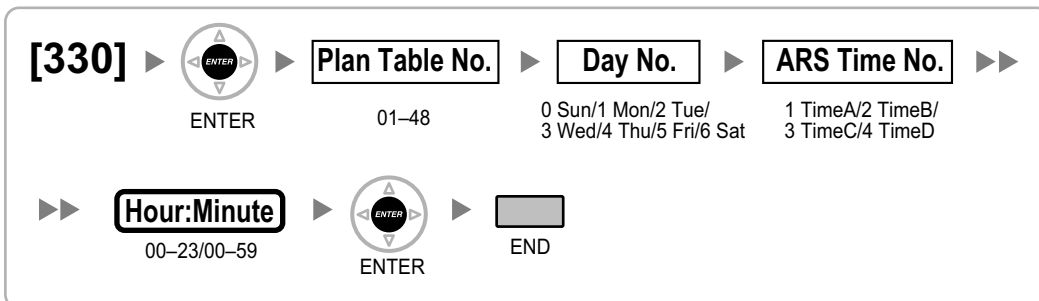 [330] ENTER Plan Table No. Day No. ARS Time No.
ENTER 01–48 0 Sun/1 Mon/2 Tue/ 1 TimeA/2 TimeB/
3 Wed/4 Thu/5 Fri/6 Sat 3 TimeC/4 TimeD
Hour:Minute ENTER
00–23/00–59 ENTER END